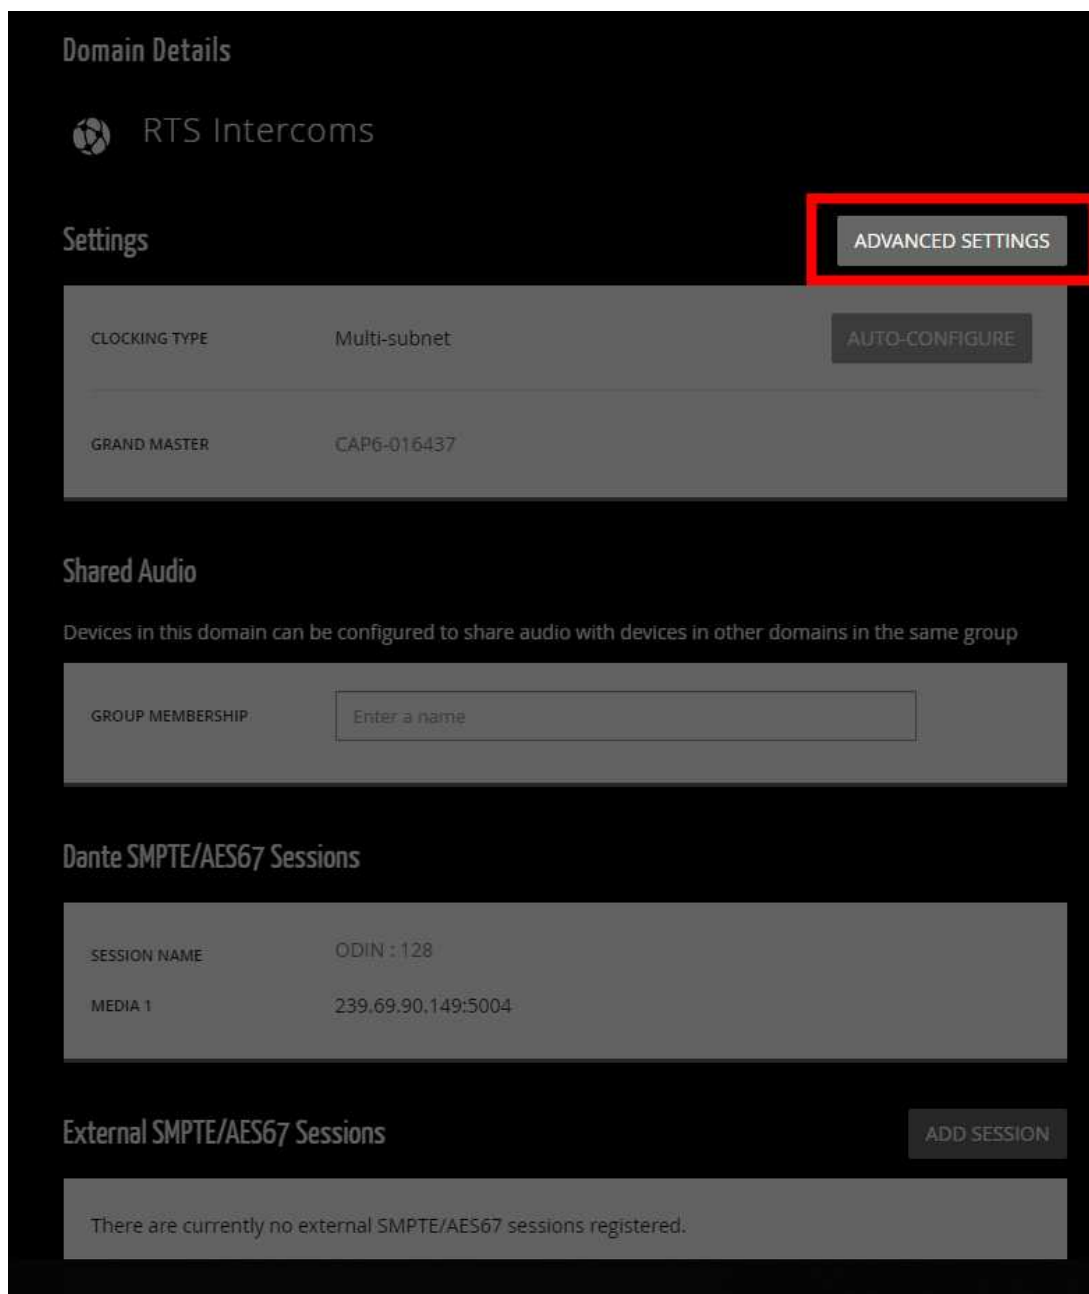 Domain Details
RTS Intercoms
Settings
ADVANCED SETTINGS
CLOCKING TYPE Multi-subnet AUTO-CONFIGURE
GRAND MASTER CAP6-016437
Shared Audio
Devices in this domain can be configured to share audio with devices in other domains in the same group
GROUP MEMBERSHIP Enter a name
Dante SMPTE/AES67 Sessions
SESSION NAME ODIN : 128
MEDIA 1 239.69.90.149:5004
External SMPTE/AES67 Sessions
ADD SESSION
There are currently no external SMPTE/AES67 sessions registered.